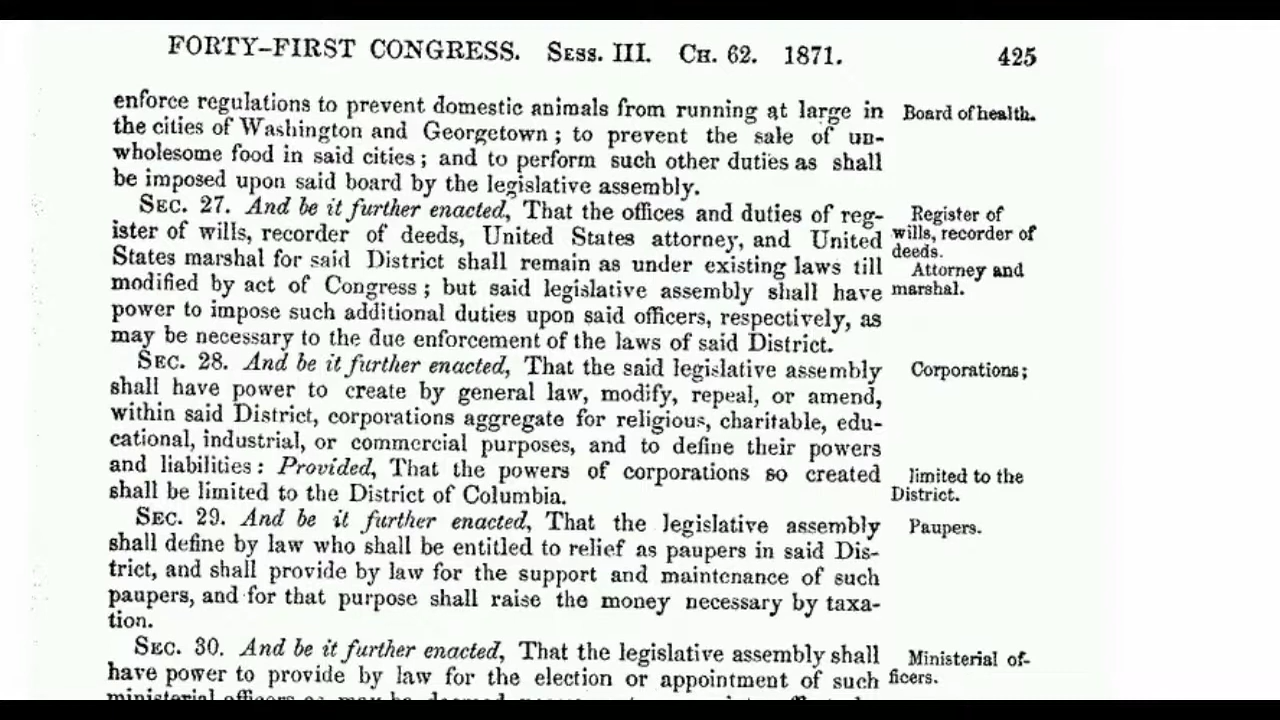 FORTY-FIRST CONGRESS. SESS. III. CH. 62. 1871. 425
enforce regulations to prevent domestic animals from running at large in
the cities of Washington and Georgetown; to prevent the sale of un-
wholesome food in said cities; and to perform such other duties as shall
be imposed upon said board by the legislative assembly.
Board of health.
SEC. 27. And be it further enacted, That the offices and duties of reg-
ister of wills, recorder of deeds, United States attorney, and United
States marshal for said District shall remain as under existing laws till
modified by act of Congress; but said legislative assembly shall have
power to impose such additional duties upon said officers, respectively, as
may be necessary to the due enforcement of the laws of said District.
Register of
wills, recorder of
deeds.
Attorney and
marshal.
SEC. 28. And be it further enacted, That the said legislative assembly
shall have power to create by general law, modify, repeal, or amend,
within said District, corporations aggregate for religious, charitable, edu-
cational, industrial, or commercial purposes, and to define their powers
and liabilities: Provided, That the powers of corporations so created
shall be limited to the District of Columbia.
Corporations;
limited to the
District.
SEC. 29. And be it further enacted, That the legislative assembly
shall define by law who shall be entitled to relief as paupers in said Dis-
trict, and shall provide by law for the support and maintenance of such
paupers, and for that purpose shall raise the money necessary by taxa-
tion.
Paupers.
SEC. 30. And be it further enacted, That the legislative assembly shall
have power to provide by law for the election or appointment of such
ministerial officers as may be deemed
Ministerial of-
ficers.